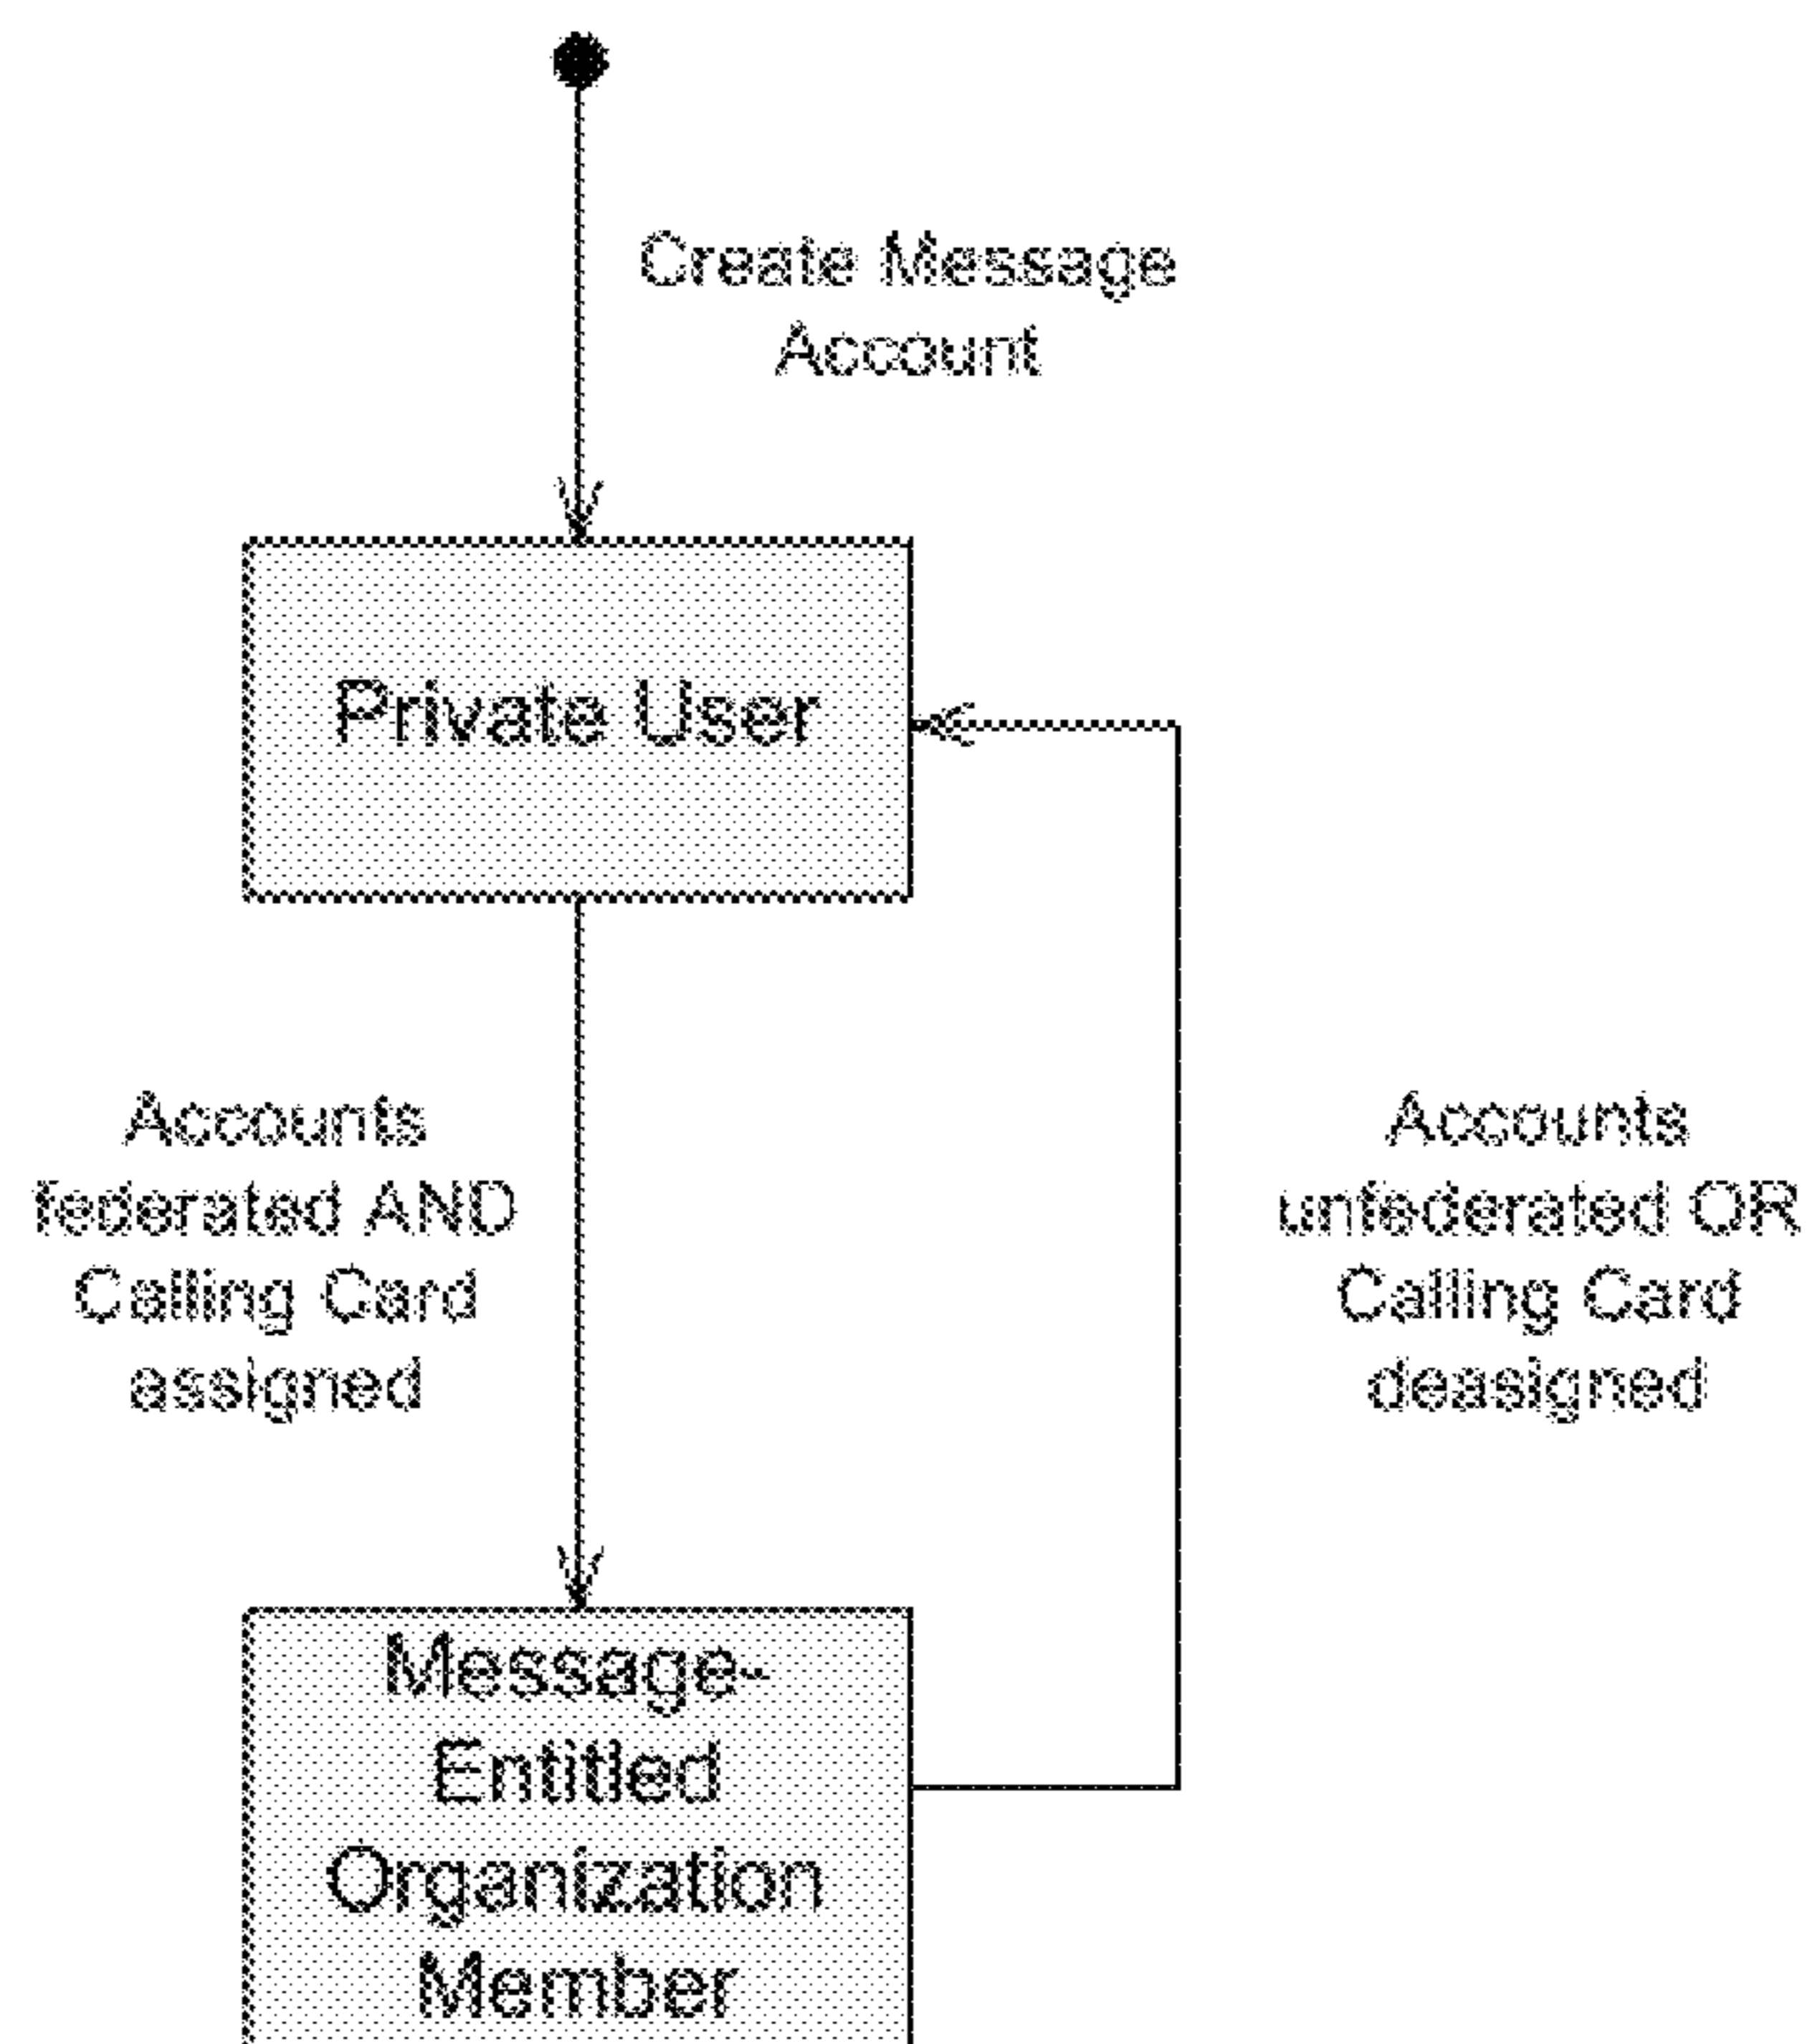 Create Message
Account
Private User
Accounts
federated AND
Calling Card
assigned
Accounts
unfederated OR
Calling Card
deasigned
Message-
Entitled
Organization
Member